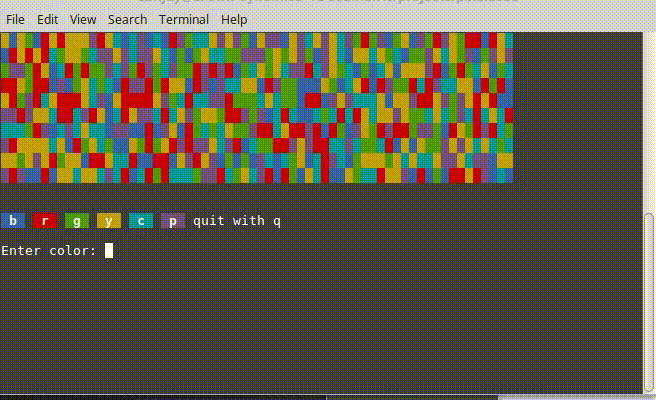 File Edit View Search Terminal Help
b r g y c p quit with q
Enter color: